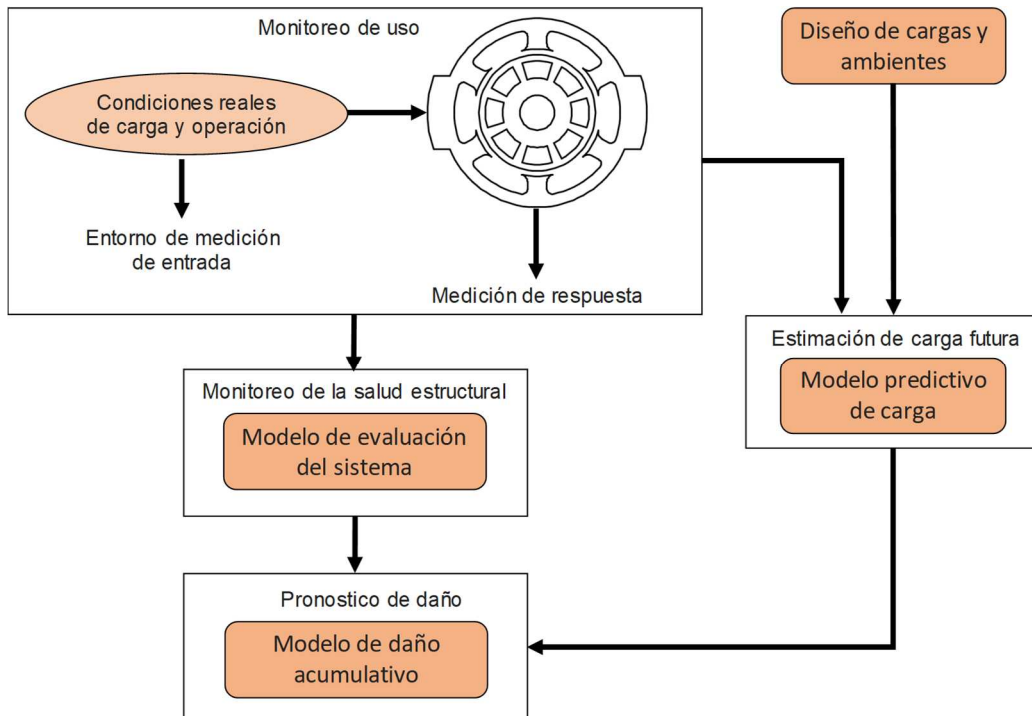 Monitoreo de uso
Condiciones reales
de carga y operación
Entorno de medición
de entrada
Medición de respuesta
Diseño de cargas y
ambientes
Estimación de carga futura
Modelo predictivo
de carga
Monitoreo de la salud estructural
Modelo de evaluación
del sistema
Pronostico de daño
Modelo de daño
acumulativo